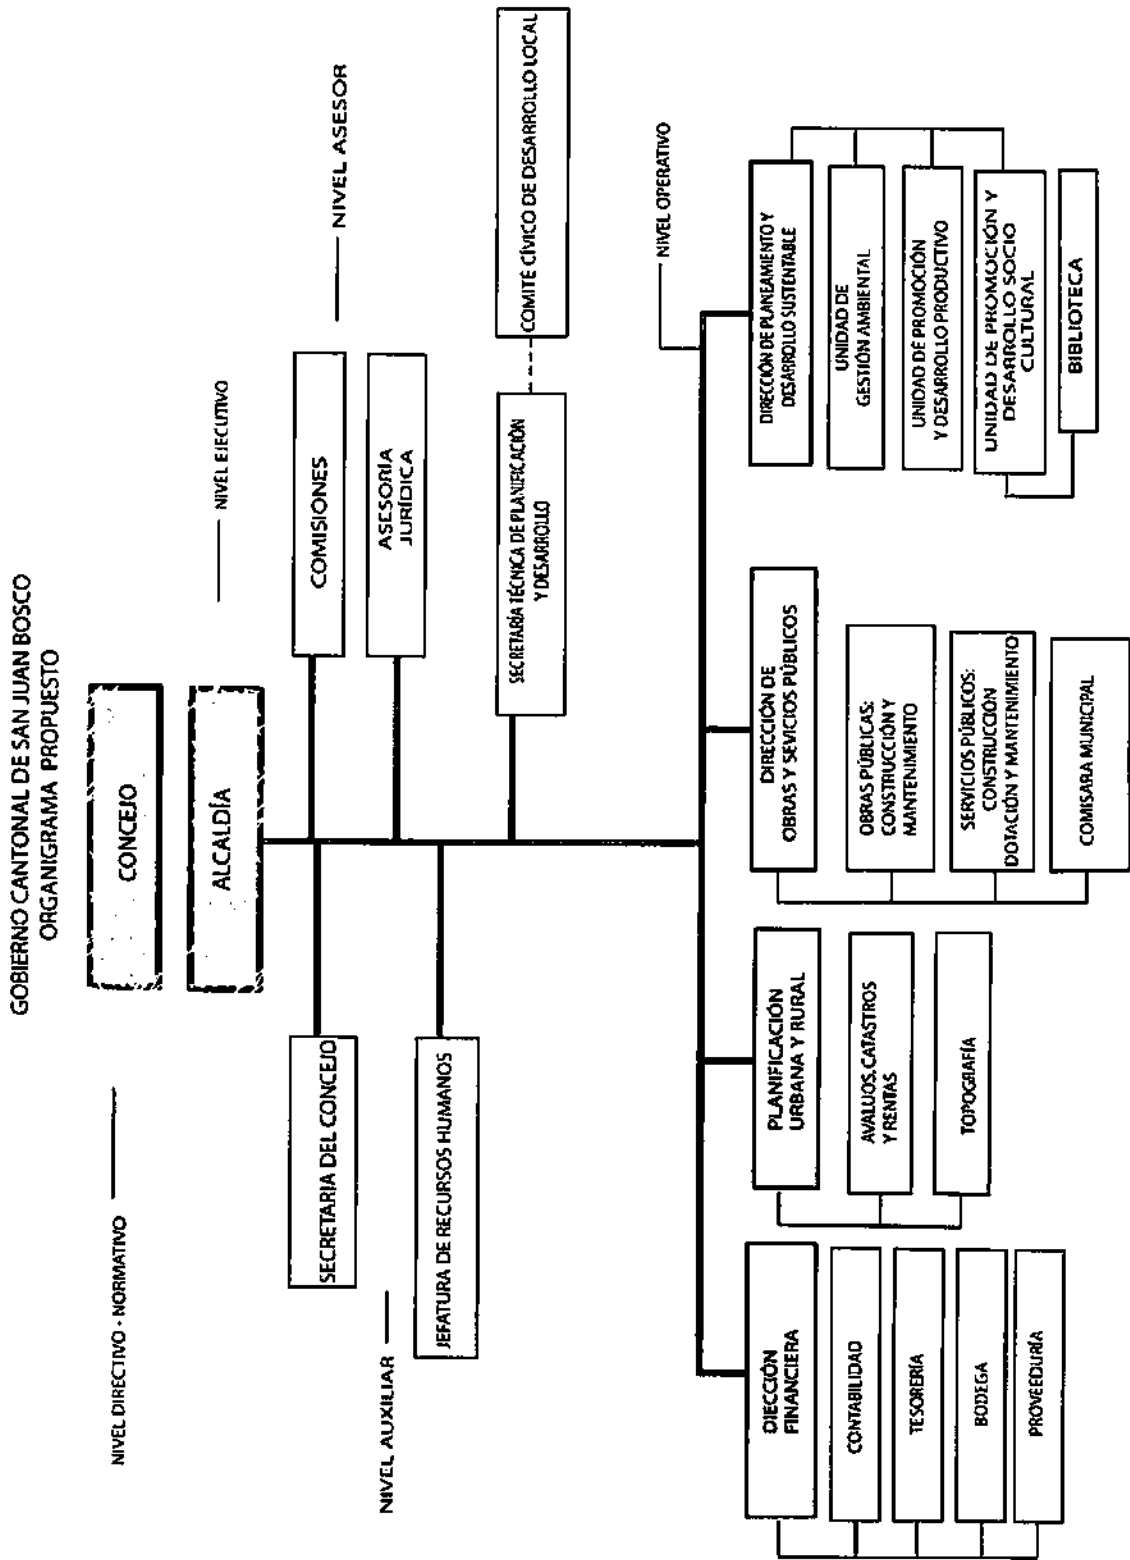 GOBIERNO CANTONAL DE SAN JUAN BOSCO
ORGANIGRAMA PROPUESTO
NIVEL DIRECTIVO - NORMATIVO
CONCEJO
ALCALDÍA
NIVEL EJECUTIVO
SECRETARIA DEL CONCEJO
COMISIONES
NIVEL ASESOR
NIVEL AUXILIAR
ASESORÍA
JURÍDICA
JEFATURA DE RECURSOS HUMANOS
SECRETARÍA TÉCNICA DE PLANIFICACIÓN
Y DESARROLLO
COMITÉ CÍVICO DE DESARROLLO LOCAL
NIVEL OPERATIVO
DIECCIÓN
FINANCIERA
CONTABILIDAD
TESORERÍA
BODEGA
PROVEEDURÍA
PLANIFICACIÓN
URBANA Y RURAL
AVALUOS, CATASTROS
Y RENTAS
TOPOGRAFÍA
DIRECCIÓN DE
OBRAS Y SEVICIOS PÚBLICOS
OBRAS PÚBLICAS:
CONSTRUCCIÓN Y
MANTENIMIENTO
SERVICIOS PÚBLICOS:
CONSTRUCCIÓN
DOTACIÓN Y MANTENIMIENTO
COMISARA MUNICIPAL
DIRECCIÓN DE PLANEAMIENTO Y
DESARROLLO SUSTENTABLE
UNIDAD DE
GESTIÓN AMBIENTAL
UNIDAD DE PROMOCIÓN
Y DESARROLLO PRODUCTIVO
UNIDAD DE PROMOCIÓN Y
DESARROLLO SOCIO
CULTURAL
BIBLIOTECA